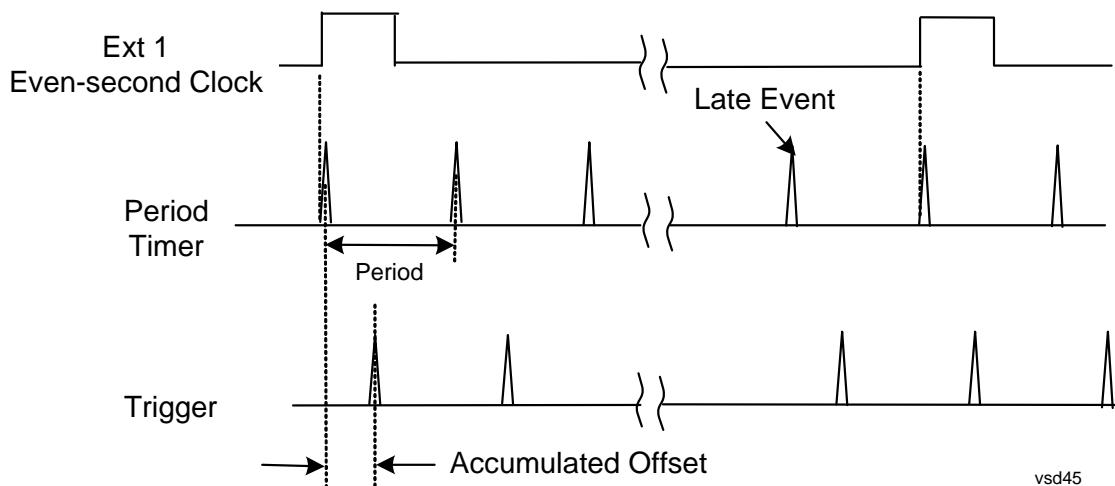 Ext 1
Even-second Clock
Late Event
Period
Timer
Period
Trigger
Accumulated Offset
vsd45